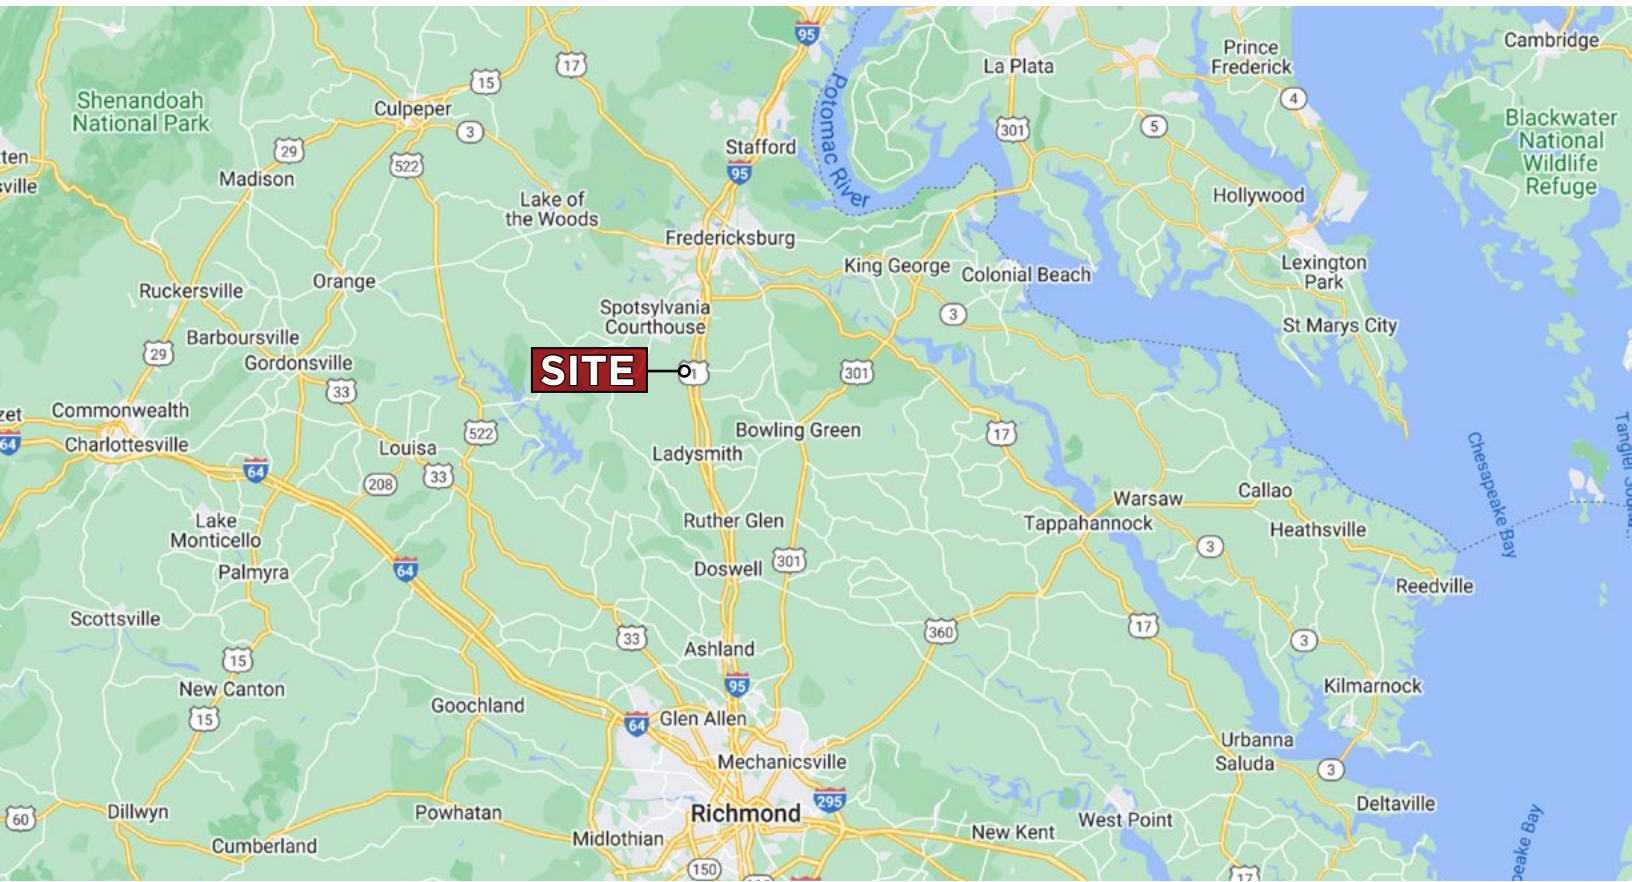 95
17
15
La Plata
Prince
Frederick
Cambridge
4
Shenandoah
National Park
Culpeper
3
301
5
Blackwater
National
Wildlife
Refuge
Potomac River
29
522
Stafford
95
Madison
Lake of
the Woods
Hollywood
Fredericksburg
King George
Colonial Beach
Lexington
Park
Ruckersville
Orange
Spotsylvania
Courthouse
3
St Marys City
Barboursville
29
Gordonsville
SITE
1
301
33
Commonwealth
Charlottesville
64
522
Bowling Green
17
Louisa
Ladysmith
Chesapeake Bay
64
208
33
Warsaw
Callao
Tappahannock
Heathsville
Lake
Monticello
Ruther Glen
3
Palmyra
64
Doswell
301
Reedville
Scottsville
33
360
17
3
15
Ashland
New Canton
95
Kilmarnock
15
Goochland
64
Glen Allen
Urbanna
Saluda
Mechanicsville
3
60
Dillwyn
Powhatan
Richmond
295
Deltaville
Cumberland
Midlothian
New Kent
West Point
150
17